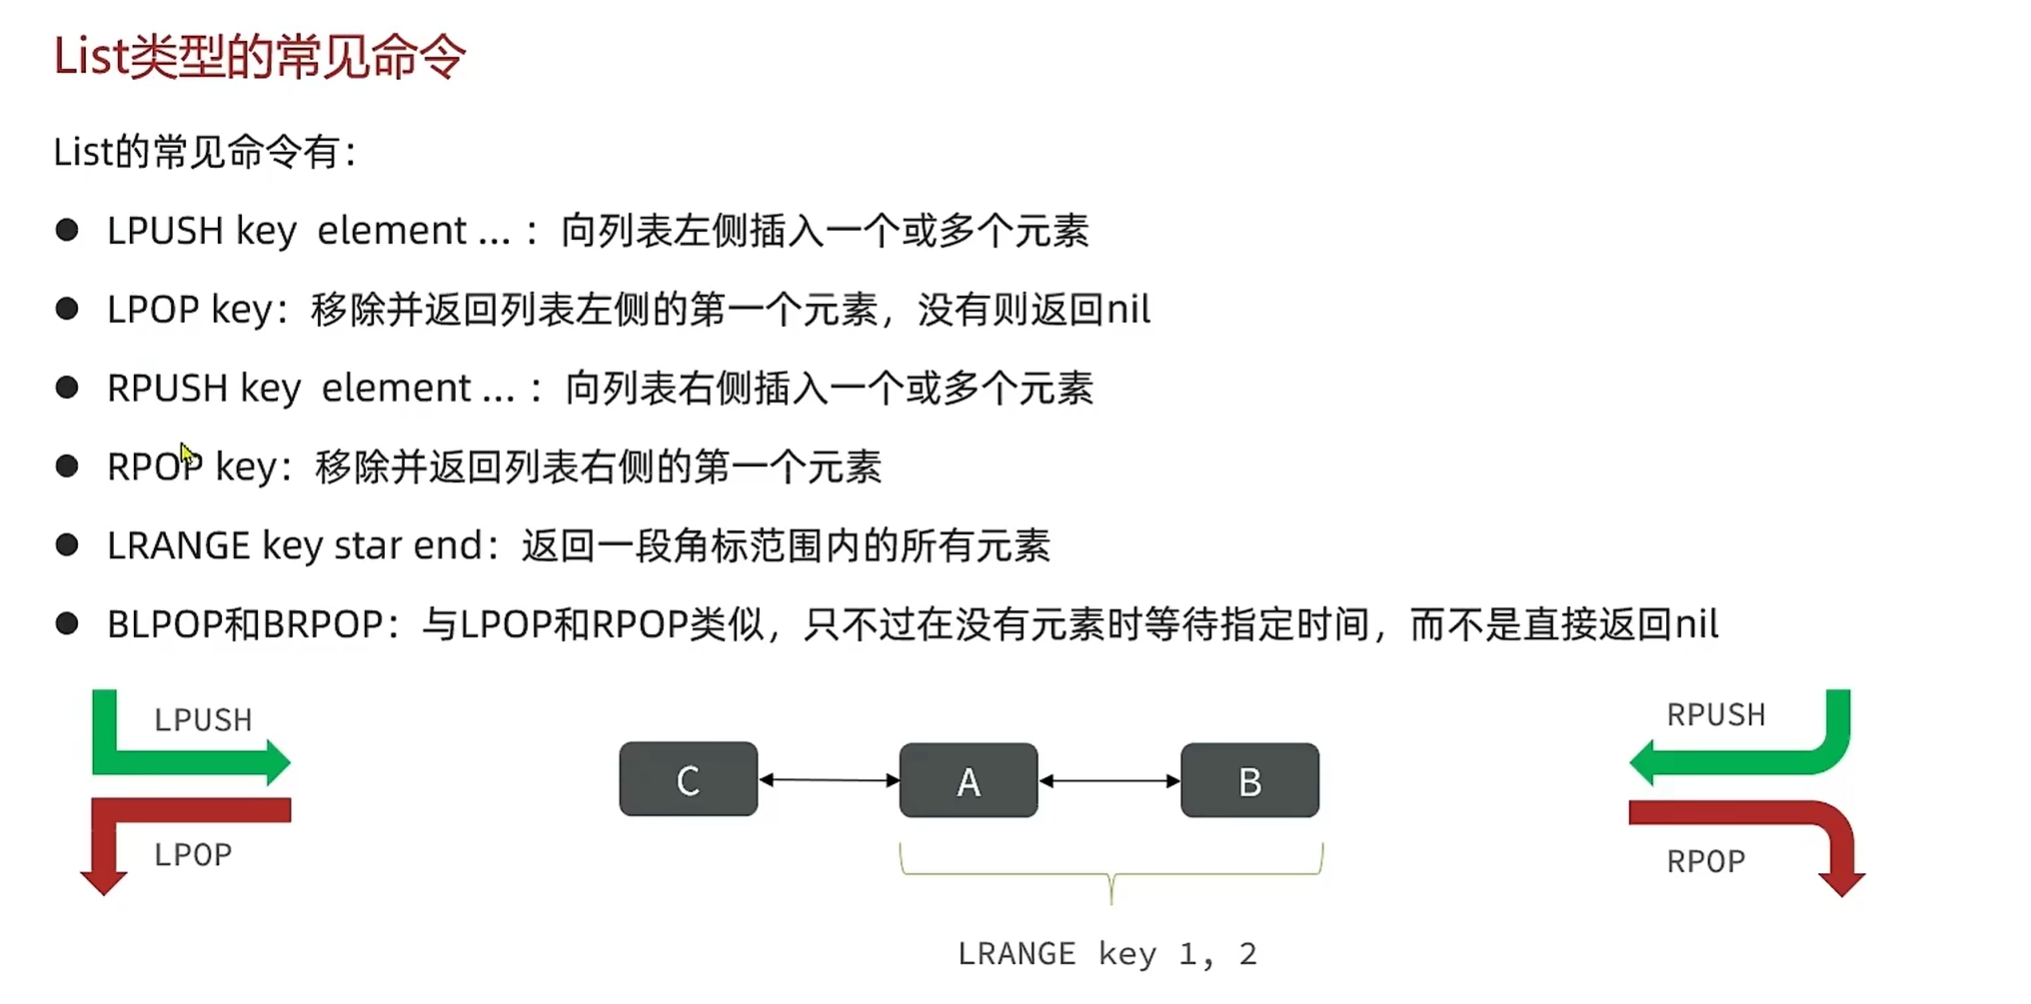 List类型的常见命令
List的常见命令有：
● LPUSH key  element ... ：向列表左侧插入一个或多个元素
● LPOP key：移除并返回列表左侧的第一个元素，没有则返回nil
● RPUSH key  element ... ：向列表右侧插入一个或多个元素
● RPOP key：移除并返回列表右侧的第一个元素
● LRANGE key star end：返回一段角标范围内的所有元素
● BLPOP和BRPOP：与LPOP和RPOP类似，只不过在没有元素时等待指定时间，而不是直接返回nil
LPUSH
RPUSH
C
A
B
LPOP
RPOP
LRANGE key 1, 2